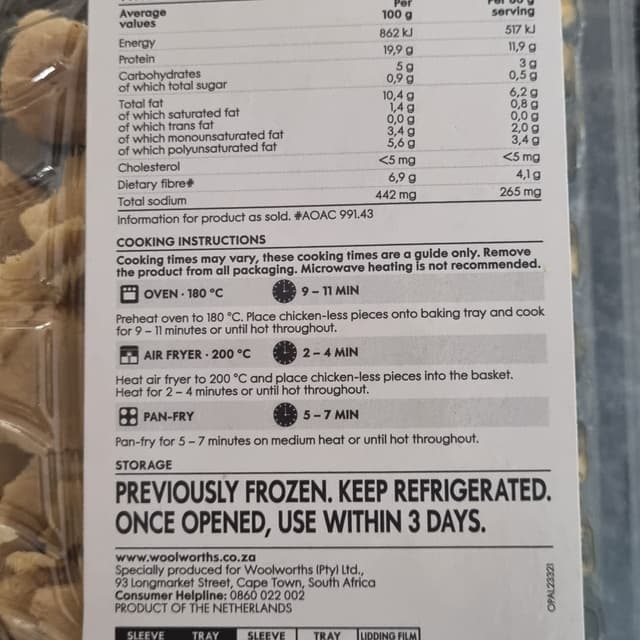 Average Per
values 100 g serving
Energy 862 kJ 517 kJ
Protein 19,9 g 11,9 g
Carbohydrates 5 g 3 g
of which total sugar 0,9 g 0,5 g
Total fat 10,4 g 6,2 g
of which saturated fat 1,4 g 0,8 g
of which trans fat 0,0 g 0,0 g
of which monounsaturated fat 3,4 g 2,0 g
of which polyunsaturated fat 5,6 g 3,4 g
Cholesterol <5 mg <5 mg
Dietary fibre# 6,9 g 4,1 g
Total sodium 442 mg 265 mg
Information for product as sold. #AOAC 991.43
COOKING INSTRUCTIONS
Cooking times may vary, these cooking times are a guide only. Remove
the product from all packaging. Microwave heating is not recommended.
OVEN · 180 °C 9 – 11 MIN
Preheat oven to 180 °C. Place chicken-less pieces onto baking tray and cook
for 9 – 11 minutes or until hot throughout.
AIR FRYER · 200 °C 2 – 4 MIN
Heat air fryer to 200 °C and place chicken-less pieces into the basket.
Heat for 2 – 4 minutes or until hot throughout.
PAN-FRY 5 – 7 MIN
Pan-fry for 5 – 7 minutes on medium heat or until hot throughout.
STORAGE
PREVIOUSLY FROZEN. KEEP REFRIGERATED.
ONCE OPENED, USE WITHIN 3 DAYS.
www.woolworths.co.za
Specially produced for Woolworths (Pty) Ltd.,
93 Longmarket Street, Cape Town, South Africa
Consumer Helpline: 0860 022 002
PRODUCT OF THE NETHERLANDS
OPAL23321
SLEEVE TRAY SLEEVE TRAY LIDDING FILM